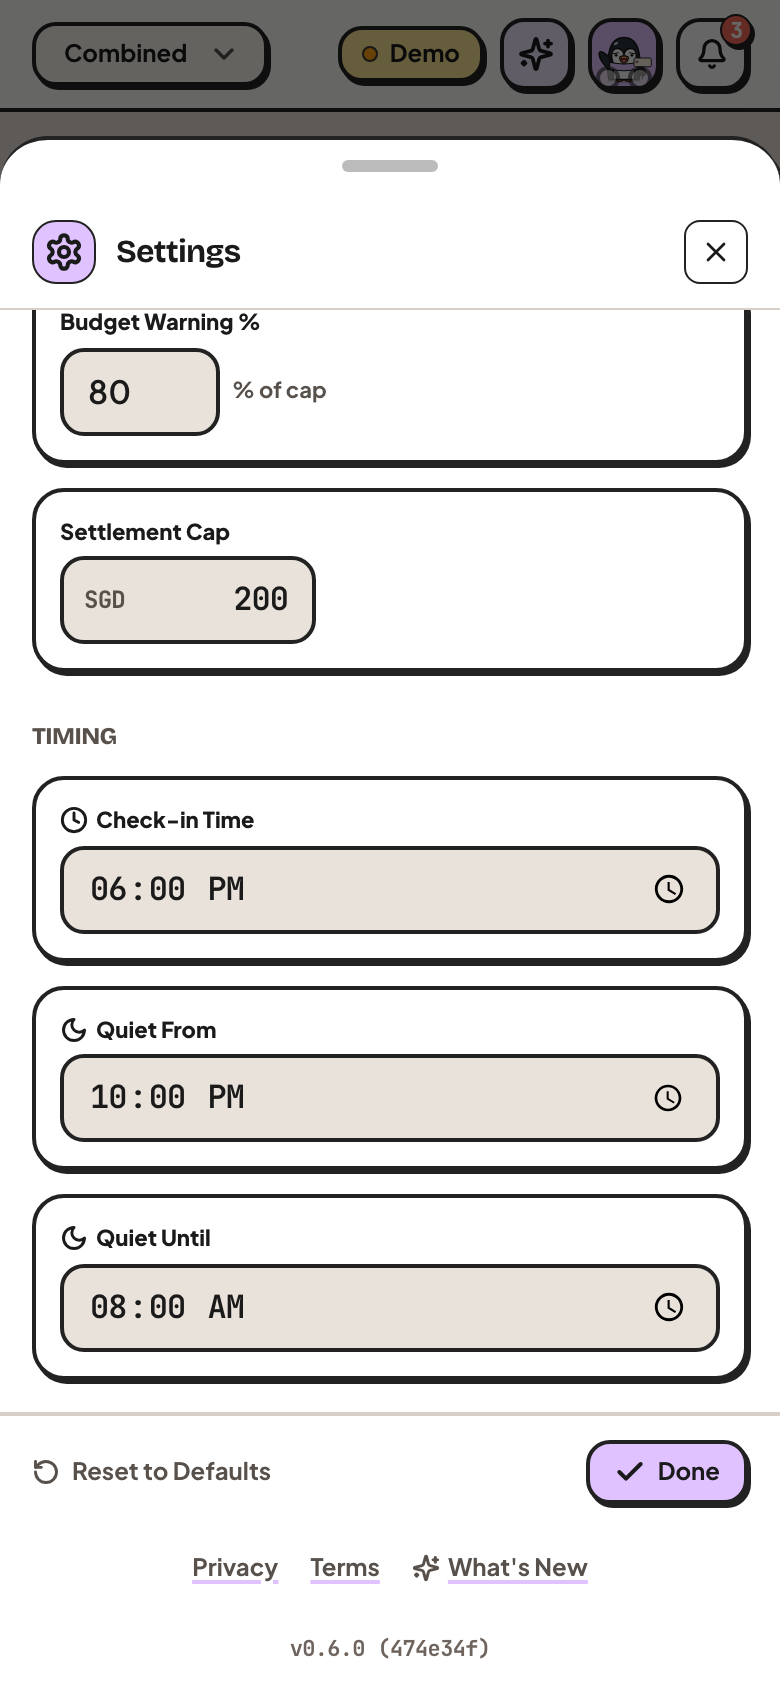 Combined
Demo
3
Settings
Budget Warning %
80
% of cap
Settlement Cap
SGD 200
TIMING
Check-in Time
06:00 PM
Quiet From
10:00 PM
Quiet Until
08:00 AM
Reset to Defaults
Done
Privacy Terms What's New
v0.6.0 (474e34f)